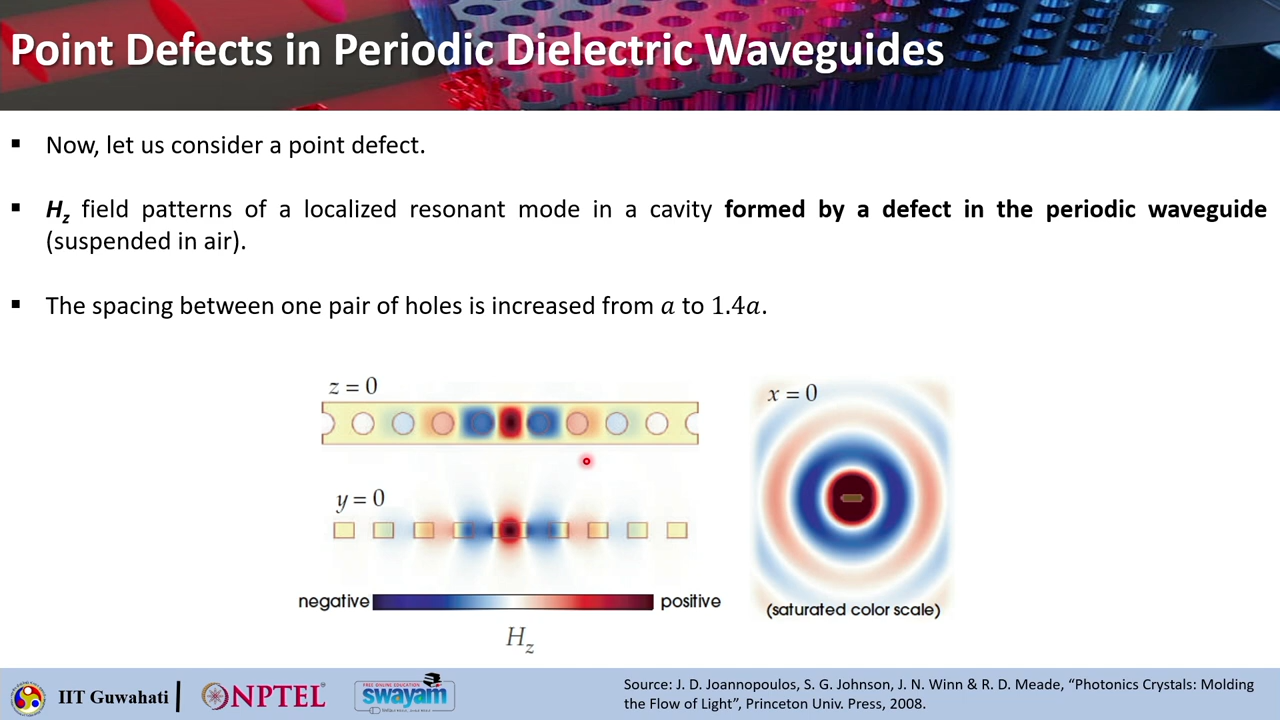 Point Defects in Periodic Dielectric Waveguides
▪ Now, let us consider a point defect.
▪ Hz field patterns of a localized resonant mode in a cavity formed by a defect in the periodic waveguide
(suspended in air).
▪ The spacing between one pair of holes is increased from a to 1.4a.
z = 0
x = 0
y = 0
negative
positive
(saturated color scale)
Hz
IIT Guwahati
NPTEL
FREE ONLINE EDUCATION
swayam
Source: J. D. Joannopoulos, S. G. Johnson, J. N. Winn & R. D. Meade, “Photonics Crystals: Molding
the Flow of Light”, Princeton Univ. Press, 2008.